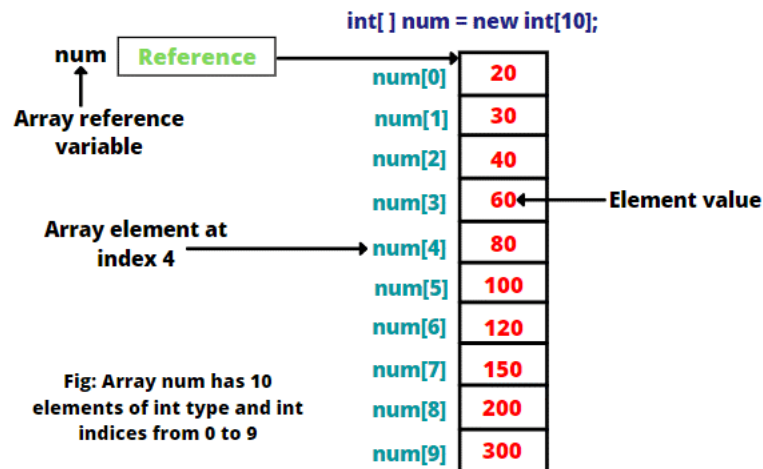 int[ ] num = new int[10];
num Reference
Array reference
variable
num[0] 20
num[1] 30
num[2] 40
num[3] 60 Element value
Array element at
index 4
num[4] 80
num[5] 100
num[6] 120
num[7] 150
num[8] 200
num[9] 300
Fig: Array num has 10
elements of int type and int
indices from 0 to 9